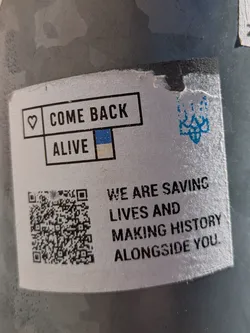 COME BACK
ALIVE
WE ARE SAVING
LIVES AND
MAKING HISTORY
ALONGSIDE YOU.